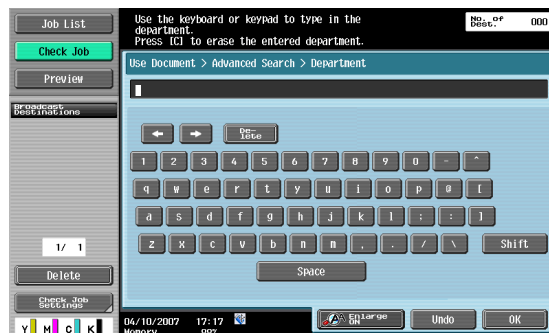 Job List
Check Job
Preview
Broadcast
Destinations
1/ 1
Delete
Check Job
Settings
Y M C K
Use the keyboard or keypad to type in the
department.
Press [C] to erase the entered department.
No. of
Dest. 000
Use Document > Advanced Search > Department
← → De-
lete
1 2 3 4 5 6 7 8 9 0 - ^
q w e r t y u i o p @ [
a s d f g h j k l ; : ]
z x c v b n m , . / \ Shift
Space
04/10/2007 17:17
Memory 99%
Enlarge
ON
Undo
OK